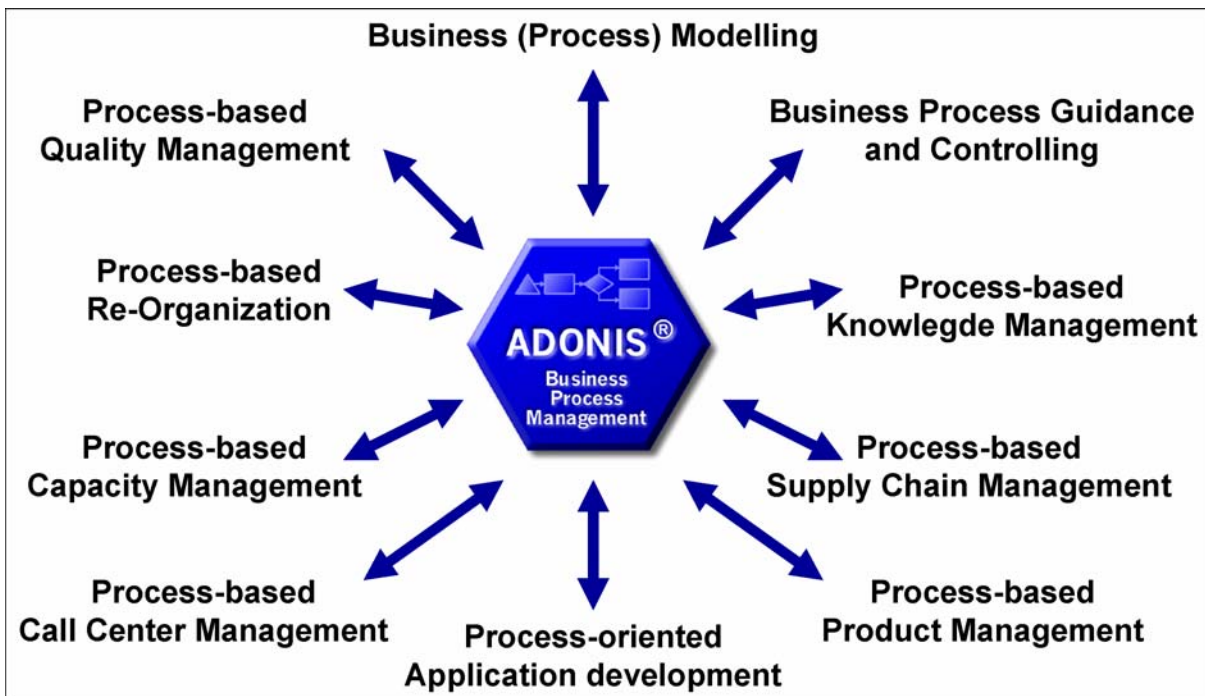 Business (Process) Modelling
Process-based
Quality Management
Business Process Guidance
and Controlling
Process-based
Re-Organization
Process-based
Knowlegde Management
ADONIS®
Business
Process
Management
Process-based
Capacity Management
Process-based
Supply Chain Management
Process-based
Call Center Management
Process-oriented
Application development
Process-based
Product Management